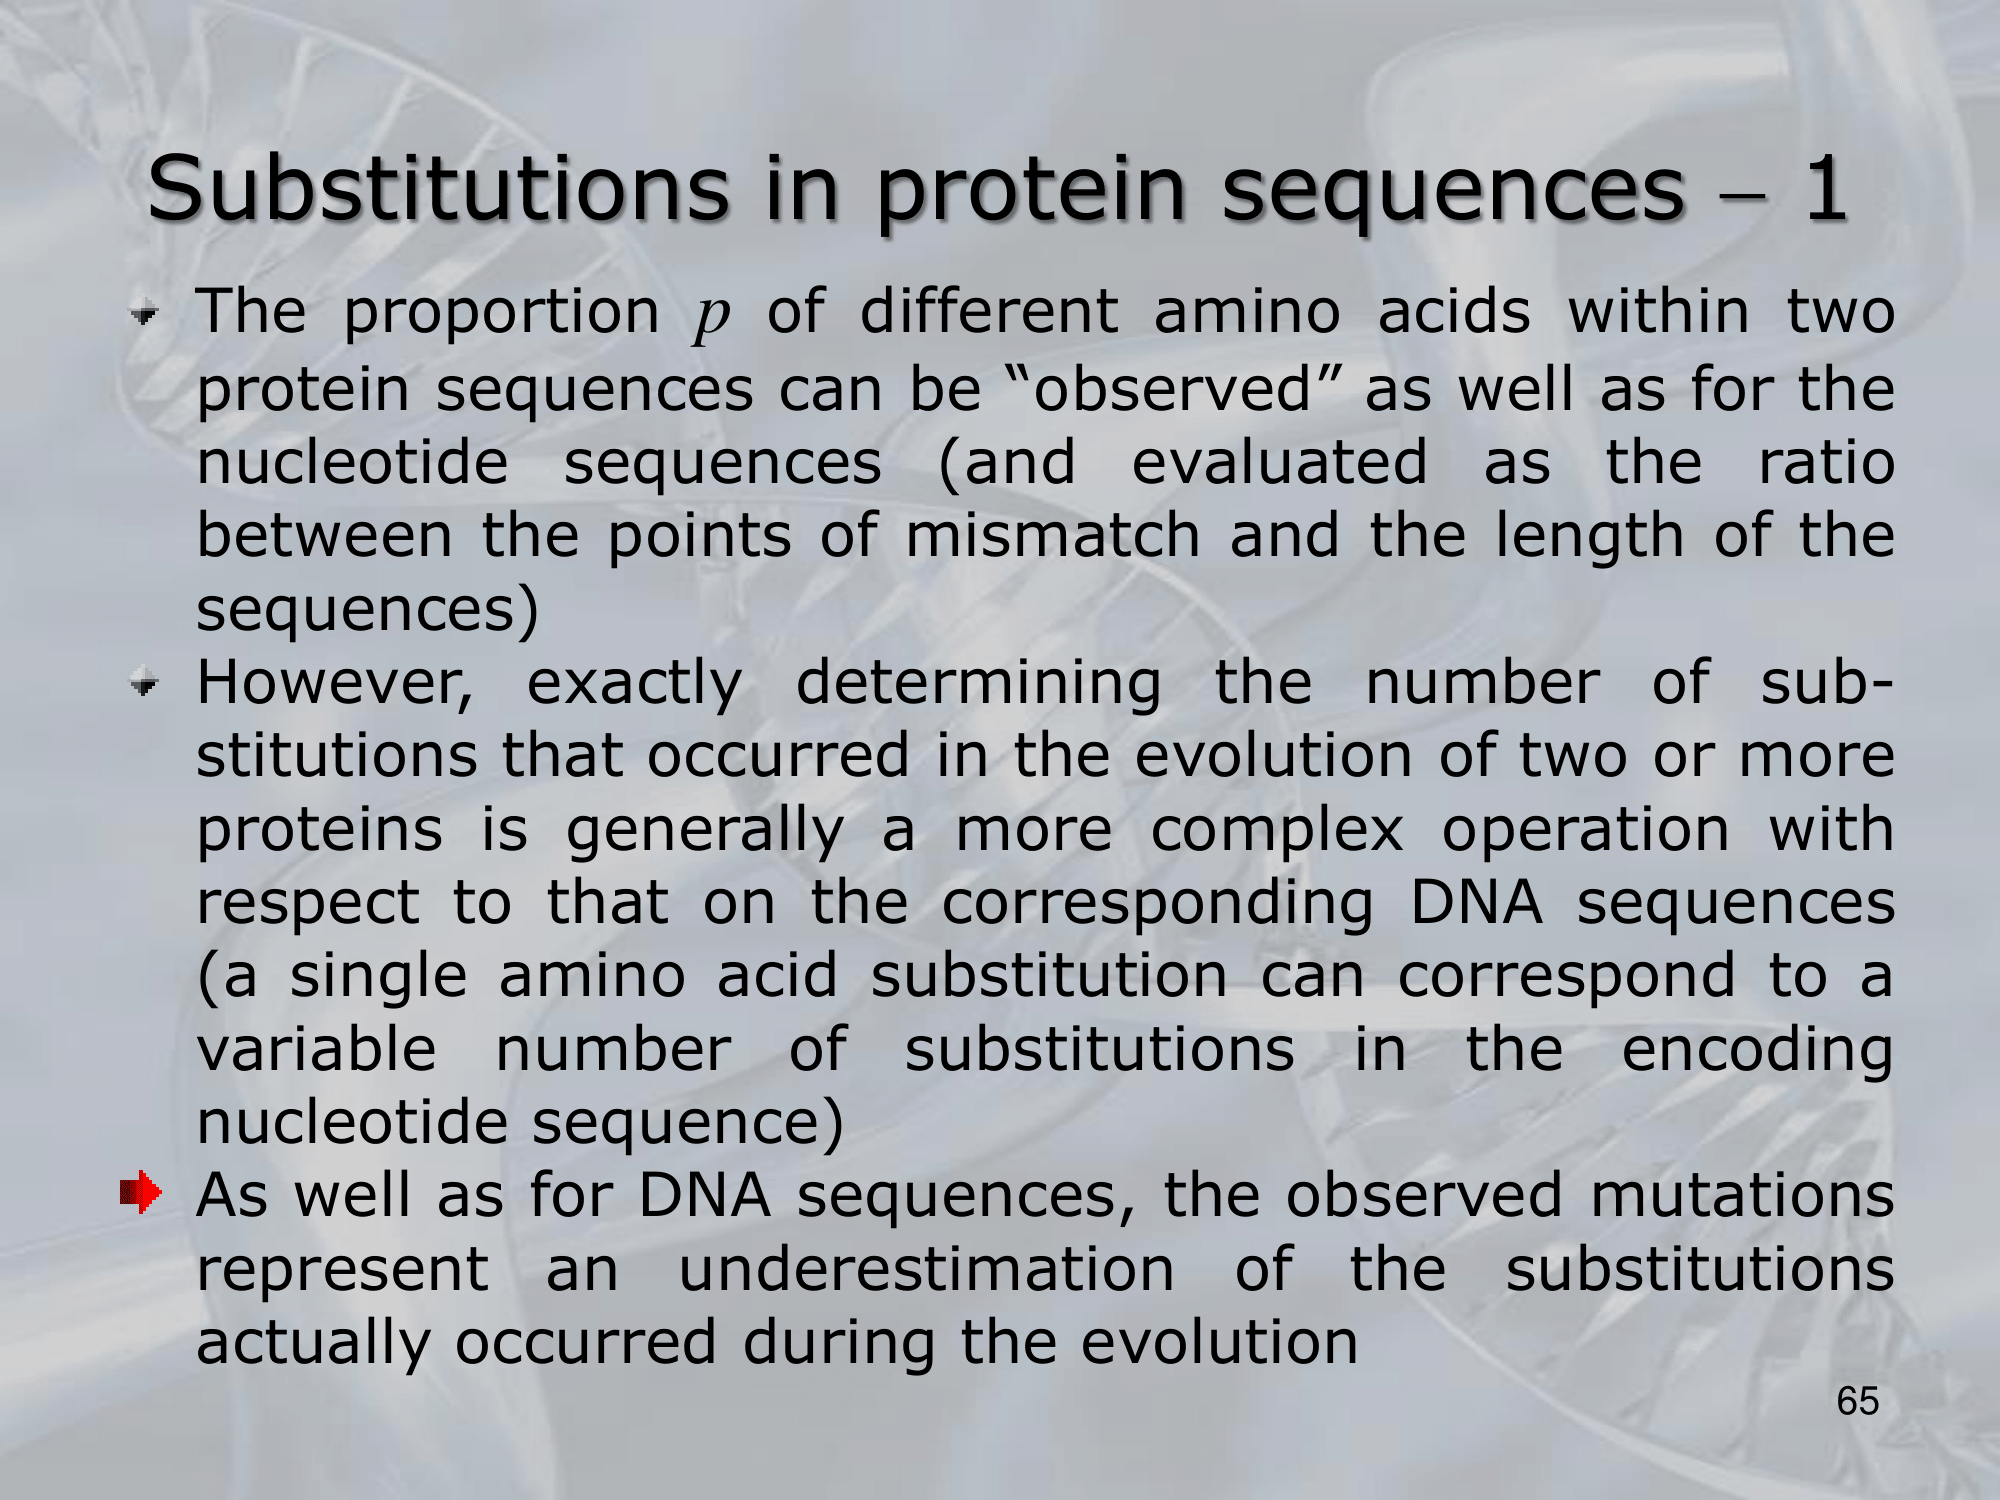 Substitutions in protein sequences – 1
The proportion p of different amino acids within two
protein sequences can be “observed” as well as for the
nucleotide sequences (and evaluated as the ratio
between the points of mismatch and the length of the
sequences)
However, exactly determining the number of sub-
stitutions that occurred in the evolution of two or more
proteins is generally a more complex operation with
respect to that on the corresponding DNA sequences
(a single amino acid substitution can correspond to a
variable number of substitutions in the encoding
nucleotide sequence)
As well as for DNA sequences, the observed mutations
represent an underestimation of the substitutions
actually occurred during the evolution
65